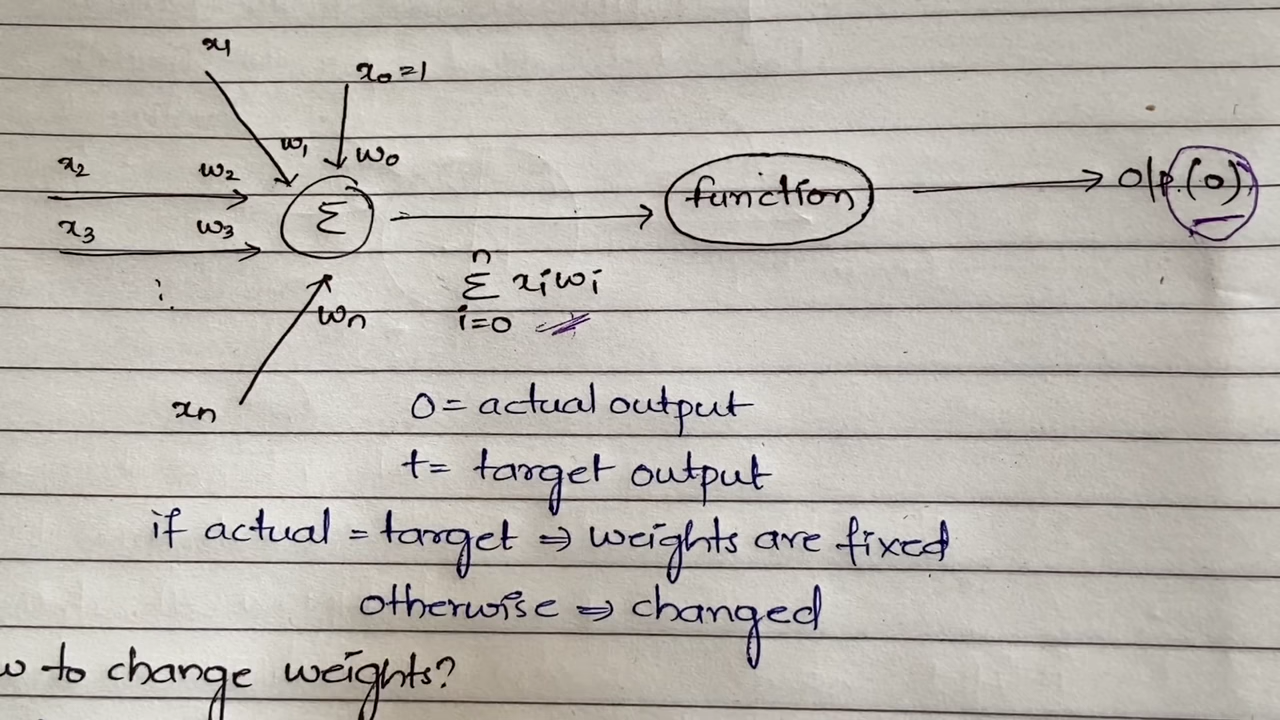 x1
x0=1
w1
w0
x2
w2
x3
w3
Σ
function
o/p.(o)
n
Σ xiwi
i=0
wn
xn
o= actual output
t= target output
if actual = target ⇒ weights are fixed
otherwise ⇒ changed
to change weights?